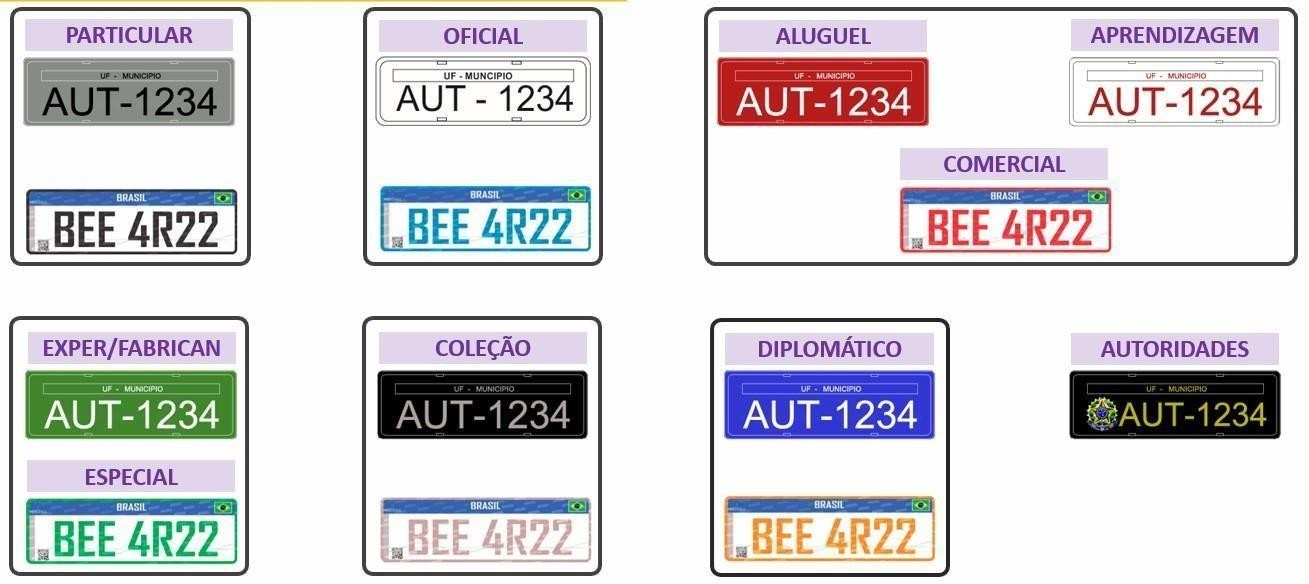 PARTICULAR
UF - MUNICIPIO
AUT-1234
BRASIL
BEE 4R22
OFICIAL
UF - MUNCIPIO
AUT - 1234
BRASIL
BEE 4R22
ALUGUEL
UF - MUNICIPIO
AUT-1234
APRENDIZAGEM
UF - MUNICIPIO
AUT-1234
COMERCIAL
BRASIL
BEE 4R22
EXPER/FABRICAN
UF - MUNICIPIO
AUT-1234
ESPECIAL
BRASIL
BEE 4R22
COLEÇÃO
UF - MUNICIPIO
AUT-1234
BRASIL
BEE 4R22
DIPLOMÁTICO
UF - MUNICIPIO
AUT-1234
BRASIL
BEE 4R22
AUTORIDADES
UF - MUNICIPIO
AUT-1234